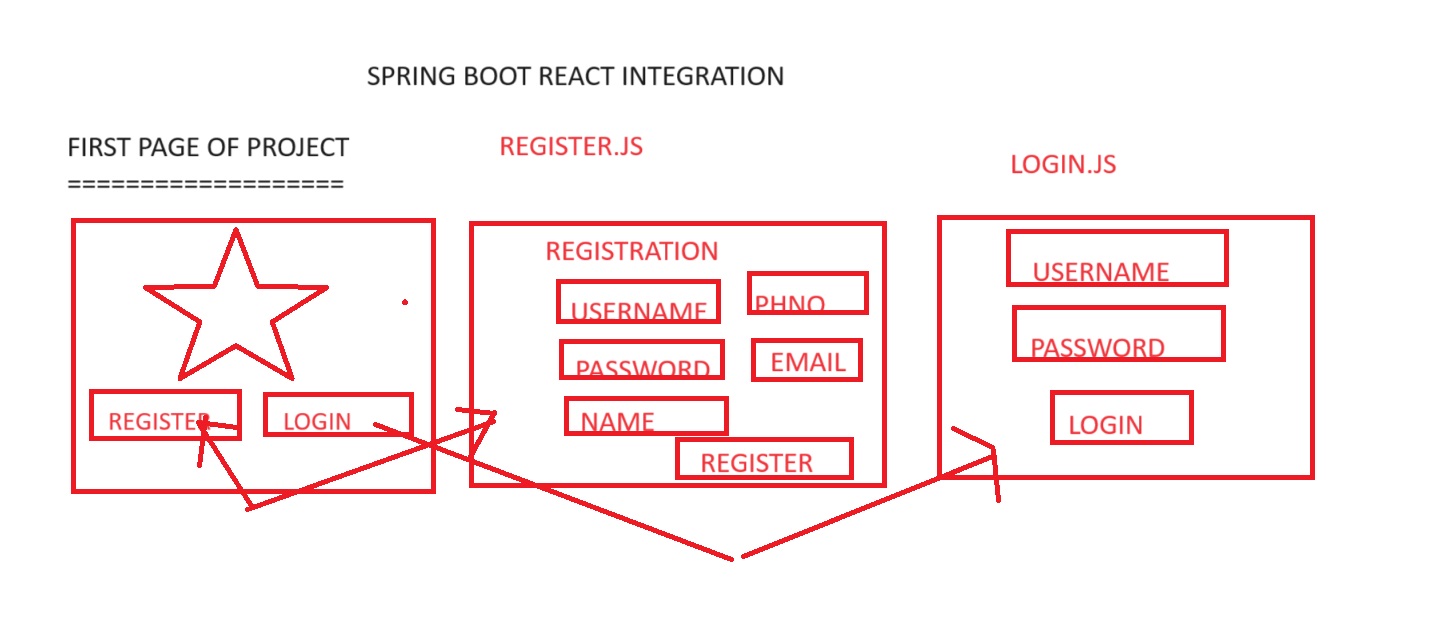 SPRING BOOT REACT INTEGRATION
FIRST PAGE OF PROJECT
===================
REGISTER
LOGIN
REGISTER.JS
REGISTRATION
USERNAME
PHNO
PASSWORD
EMAIL
NAME
REGISTER
LOGIN.JS
USERNAME
PASSWORD
LOGIN